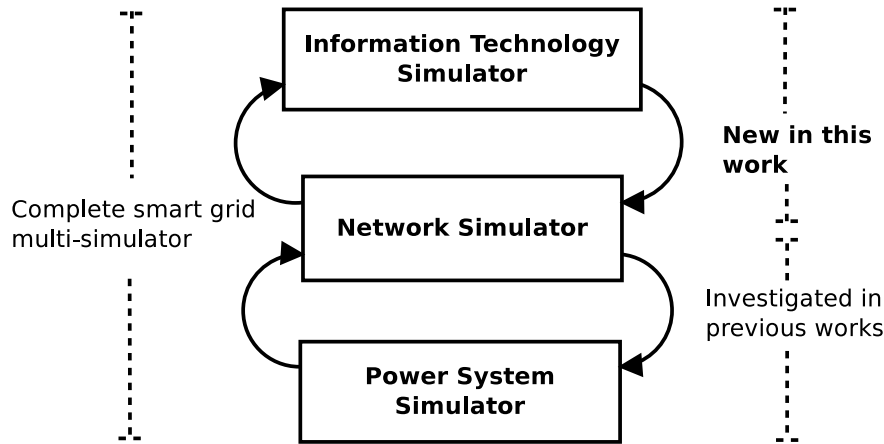 Information Technology
Simulator
New in this
work
Complete smart grid
multi-simulator
Network Simulator
Investigated in
previous works
Power System
Simulator